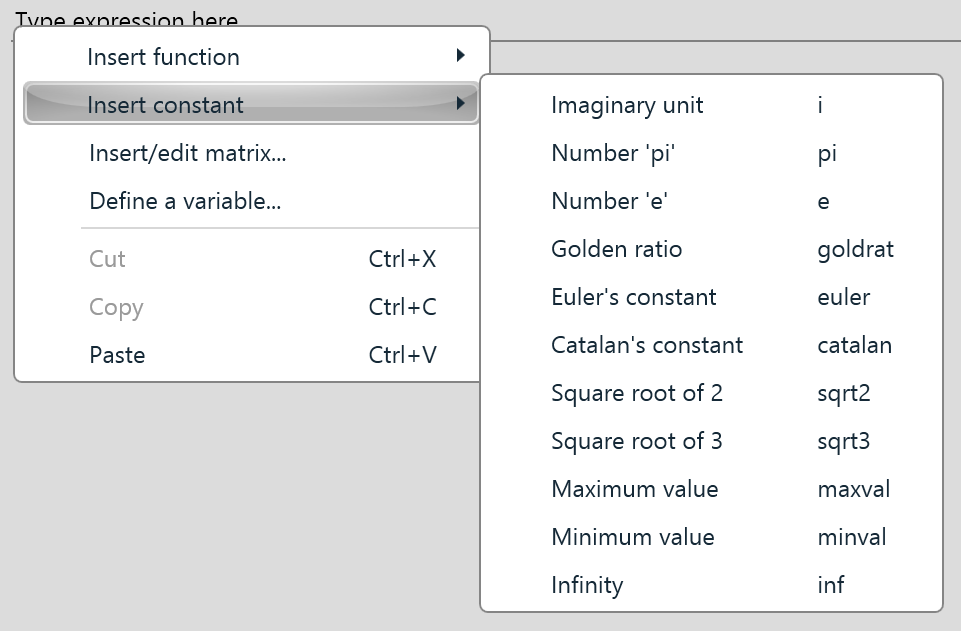 Type expression here
Insert function
Insert constant
Insert/edit matrix...
Define a variable...
Cut Ctrl+X
Copy Ctrl+C
Paste Ctrl+V
Imaginary unit i
Number 'pi' pi
Number 'e' e
Golden ratio goldrat
Euler's constant euler
Catalan's constant catalan
Square root of 2 sqrt2
Square root of 3 sqrt3
Maximum value maxval
Minimum value minval
Infinity inf